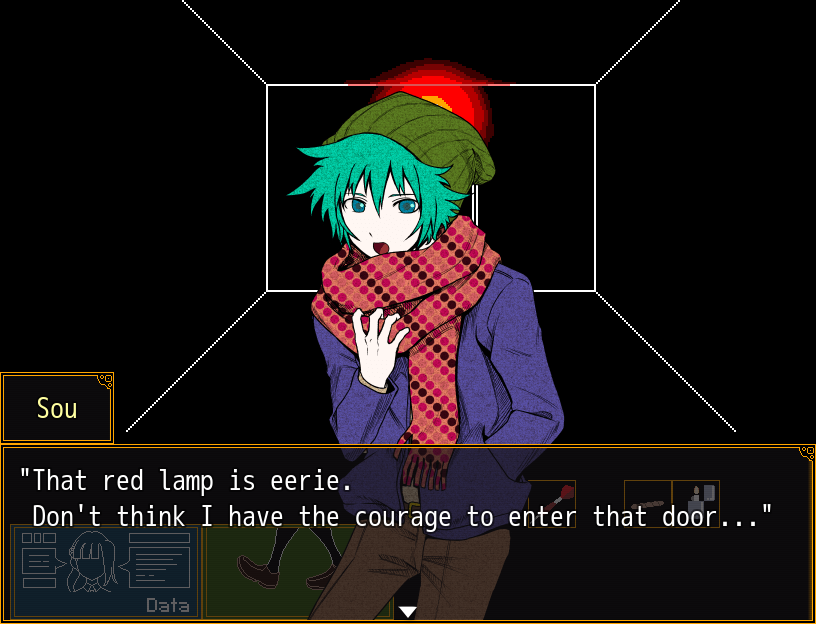 Sou
"That red lamp is eerie.
Don't think I have the courage to enter that door..."
Data